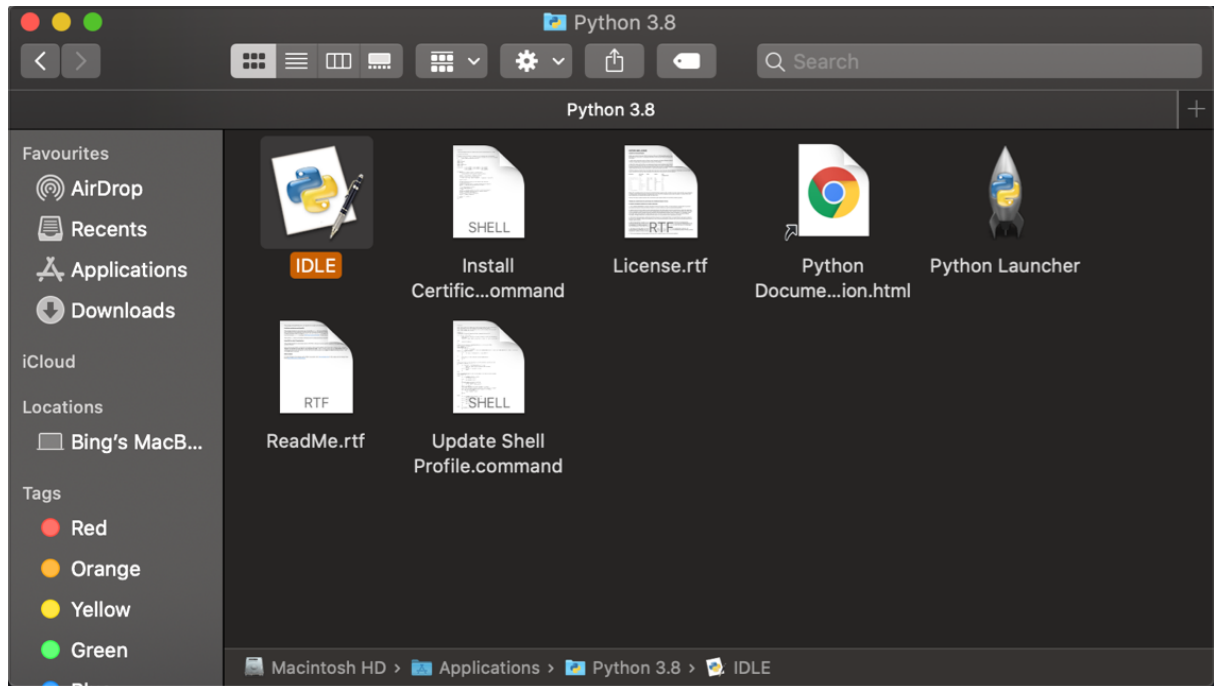 Python 3.8
Search
Python 3.8
Favourites
AirDrop
Recents
Applications
Downloads
iCloud
Locations
Bing's MacB...
Tags
Red
Orange
Yellow
Green
IDLE
SHELL
Install
Certific...ommand
RTF
License.rtf
Python
Docume...ion.html
Python Launcher
RTF
ReadMe.rtf
SHELL
Update Shell
Profile.command
Macintosh HD › Applications › Python 3.8 › IDLE